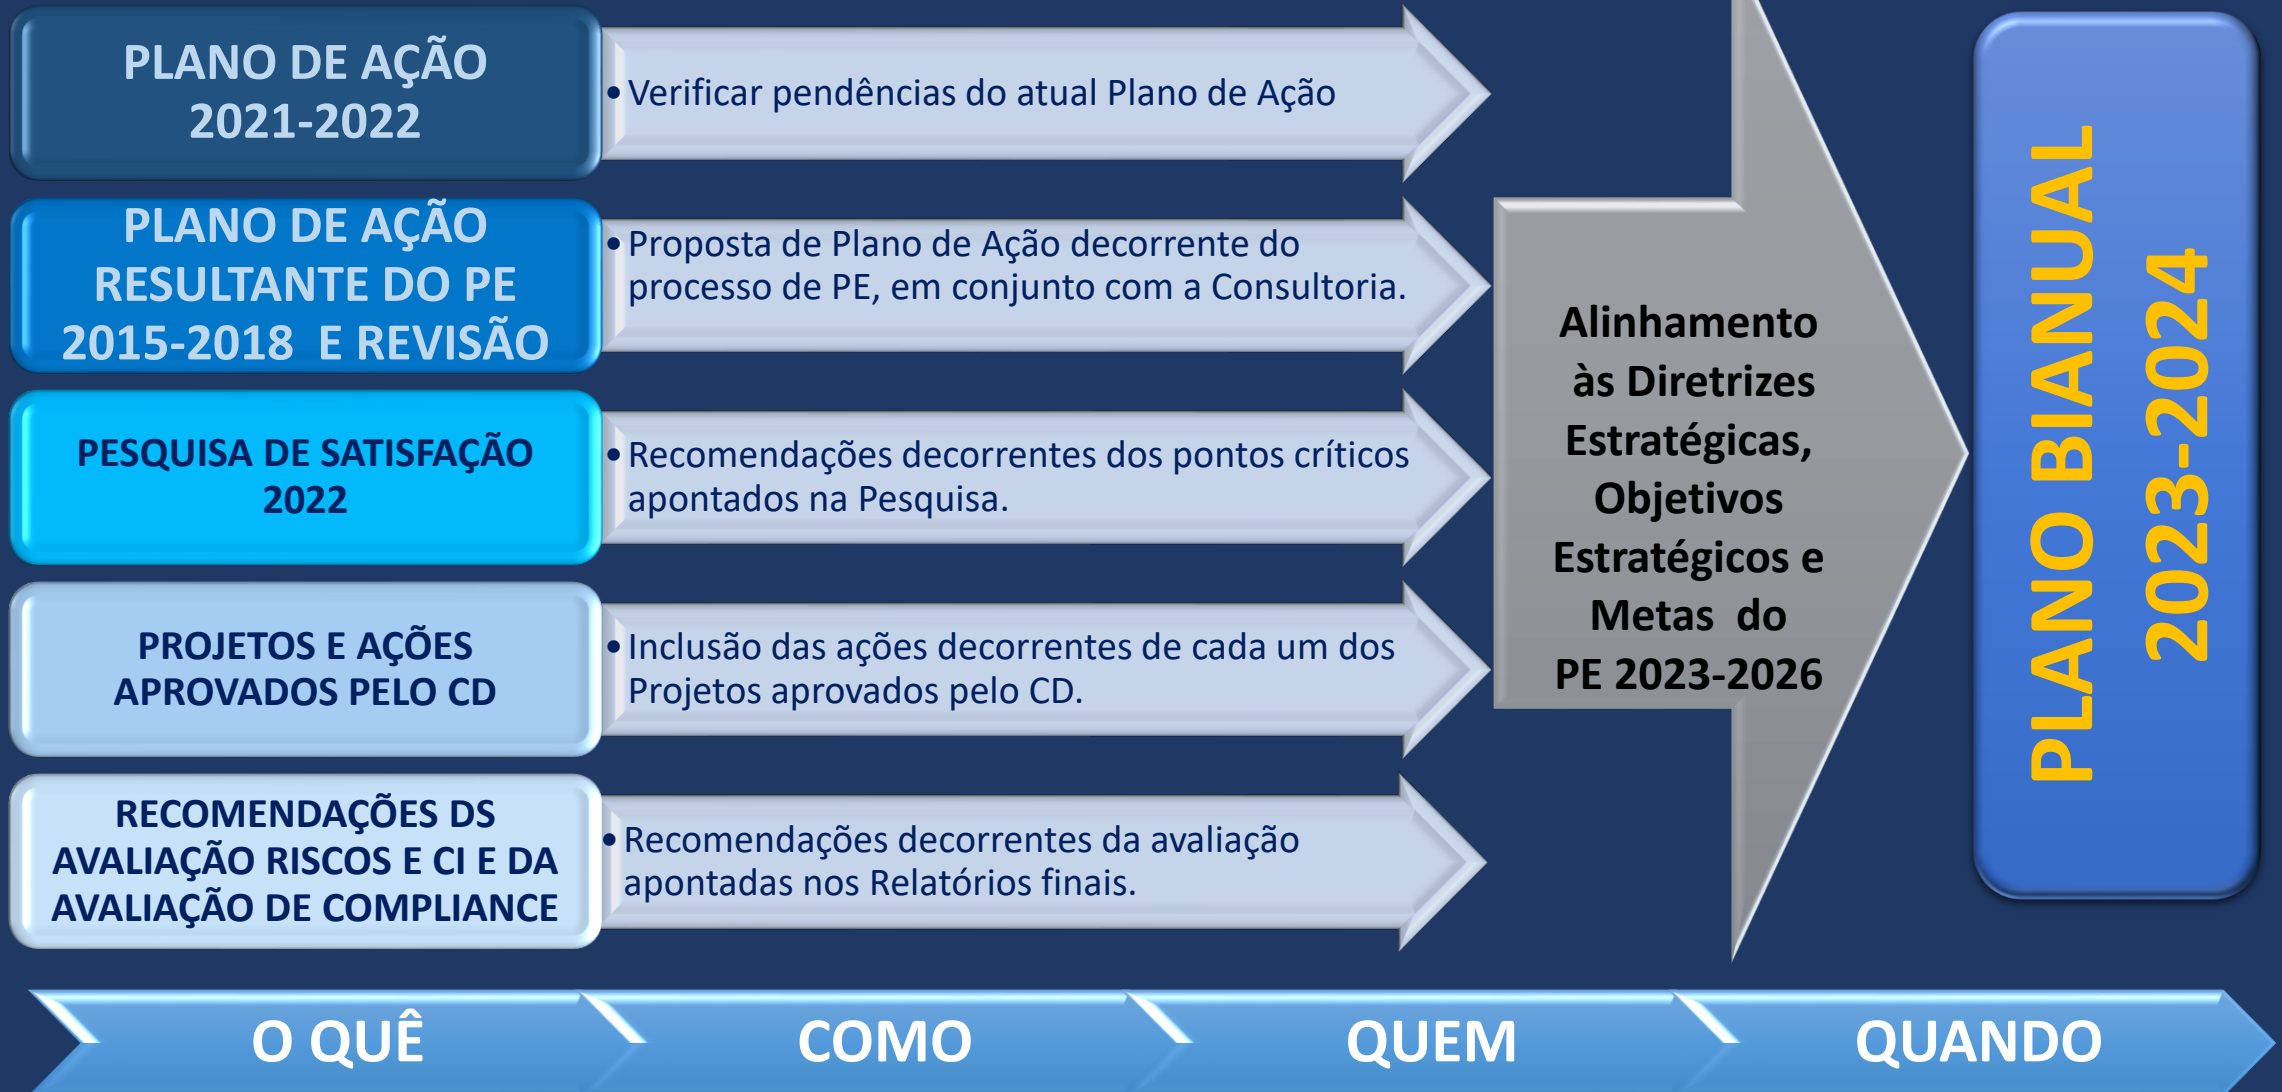 PLANO DE AÇÃO
2021-2022
•Verificar pendências do atual Plano de Ação
PLANO DE AÇÃO
RESULTANTE DO PE
2015-2018 E REVISÃO
•Proposta de Plano de Ação decorrente do
processo de PE, em conjunto com a Consultoria.
PESQUISA DE SATISFAÇÃO
2022
•Recomendações decorrentes dos pontos críticos
apontados na Pesquisa.
PROJETOS E AÇÕES
APROVADOS PELO CD
•Inclusão das ações decorrentes de cada um dos
Projetos aprovados pelo CD.
RECOMENDAÇÕES DS
AVALIAÇÃO RISCOS E CI E DA
AVALIAÇÃO DE COMPLIANCE
•Recomendações decorrentes da avaliação
apontadas nos Relatórios finais.
Alinhamento
às Diretrizes
Estratégicas,
Objetivos
Estratégicos e
Metas do
PE 2023-2026
PLANO BIANUAL
2023-2024
O QUÊ
COMO
QUEM
QUANDO